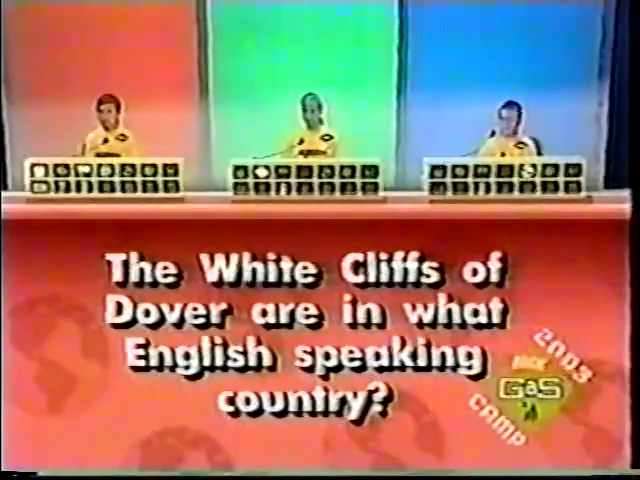 The White Cliffs of
Dover are in what
English speaking
country?
2003
NICK
GaS
CAMP